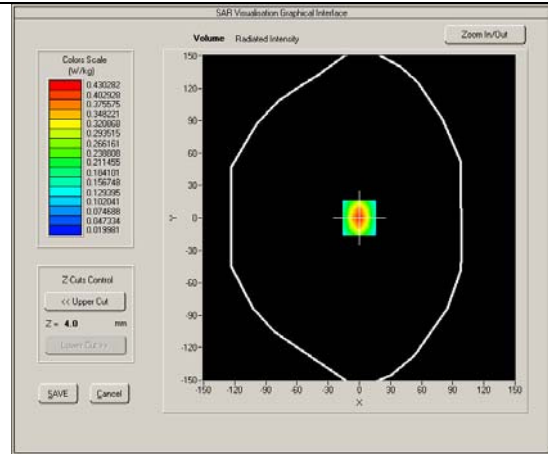 SAR Visualisation Graphical Interface
Volume Radiated Intensity
Zoom In/Out
Colors Scale
(W/kg)
0.430282
0.402928
0.375575
0.348221
0.320868
0.293515
0.266161
0.238808
0.211455
0.184101
0.156748
0.129395
0.102041
0.074688
0.047334
0.019981
150
120
90
60
30
0
-30
-60
-90
-120
-150
Y
-150 -120 -90 -60 -30 0 30 60 90 120 150
X
Z Cuts Control
<< Upper Cut
Z = 4.0 mm
Lower Cut >>
SAVE Cancel